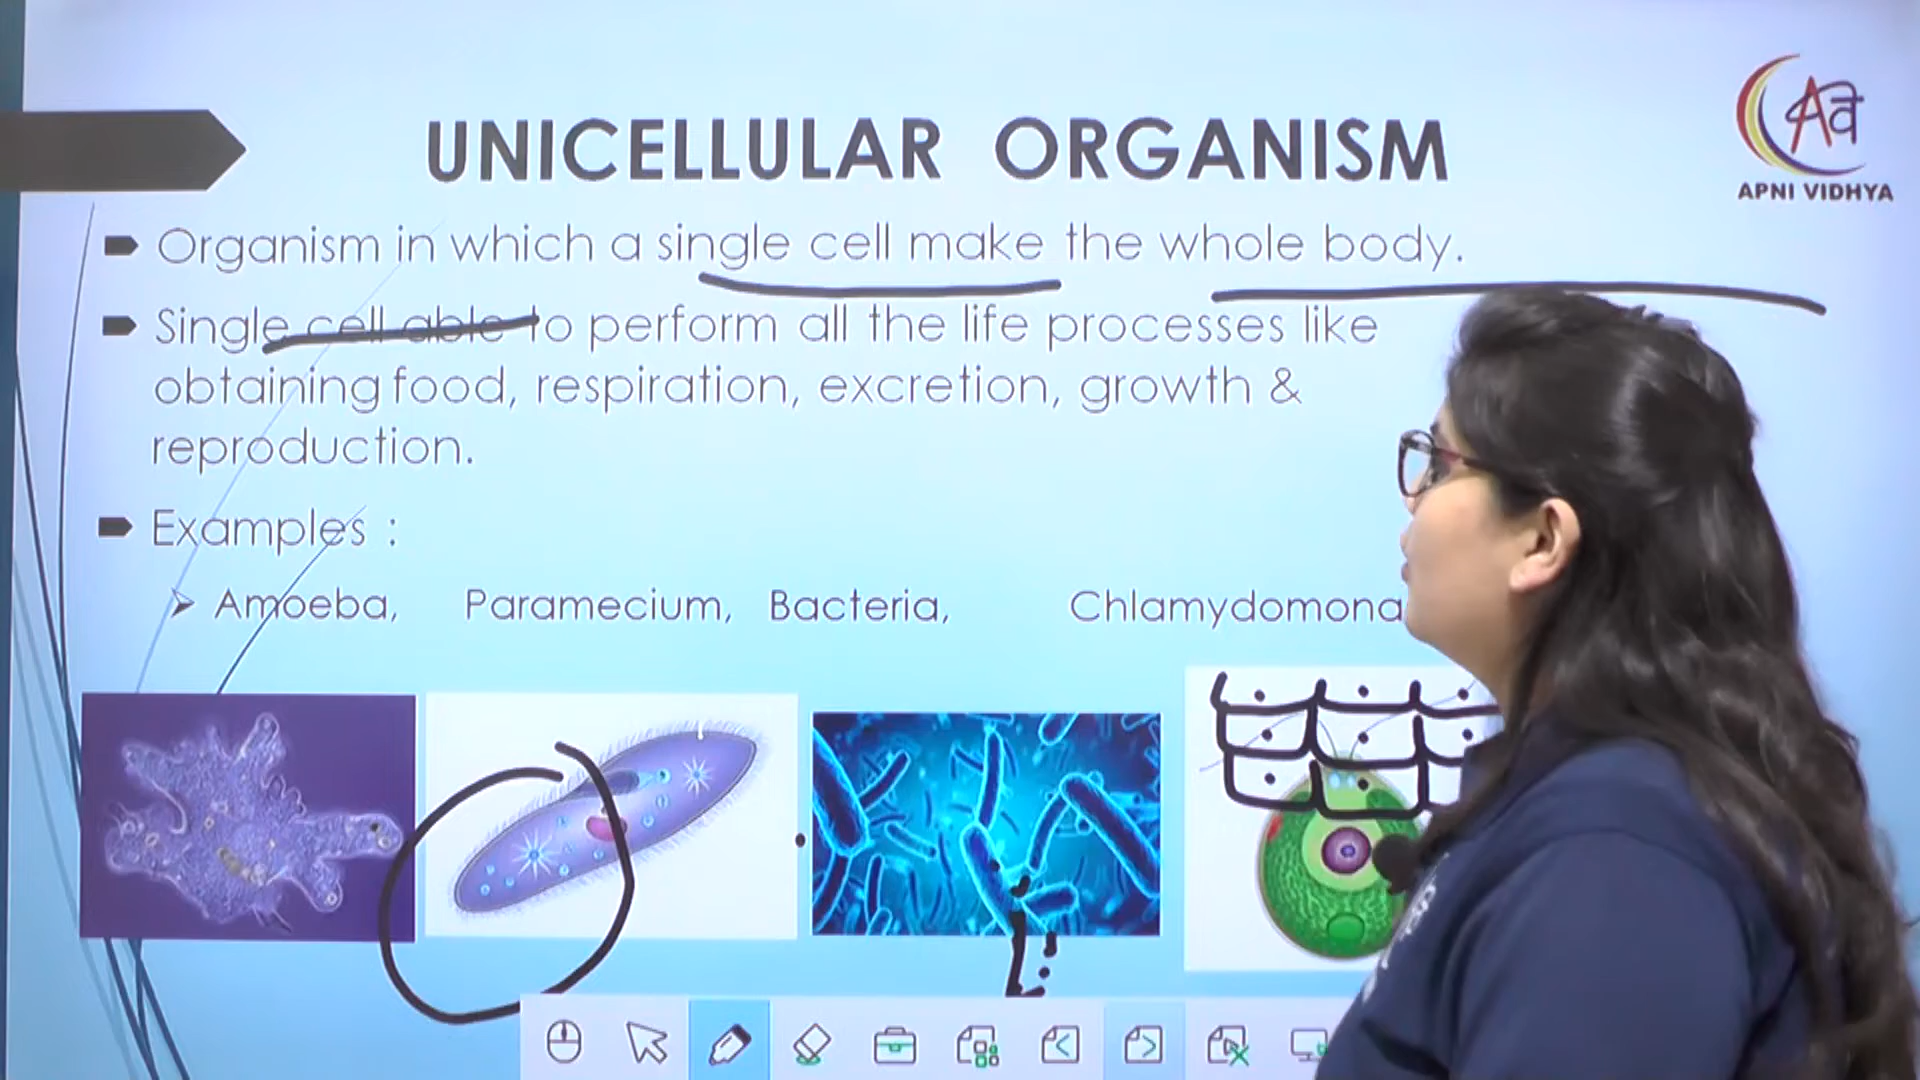 UNICELLULAR ORGANISM
Aवि
APNI VIDHYA
Organism in which a single cell make the whole body.
Single cell able to perform all the life processes like
obtaining food, respiration, excretion, growth &
reproduction.
Examples :
Amoeba, Paramecium, Bacteria, Chlamydomona